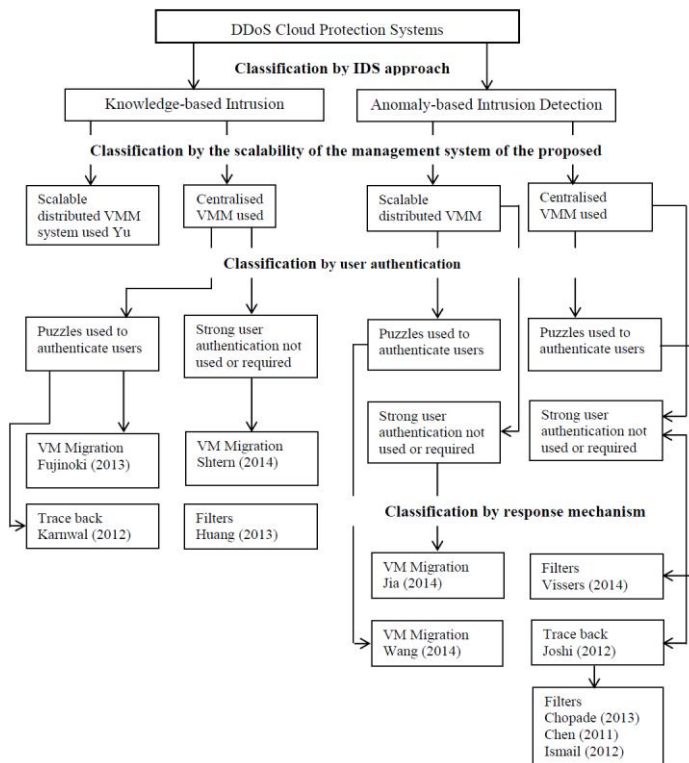 DDoS Cloud Protection Systems
Classification by IDS approach
Knowledge-based Intrusion
Anomaly-based Intrusion Detection
Classification by the scalability of the management system of the proposed
Scalable
distributed VMM
system used Yu
Centralised
VMM used
Scalable
distributed VMM
Centralised
VMM used
Classification by user authentication
Puzzles used to
authenticate users
Strong user
authentication not
used or required
Puzzles used to
authenticate users
Puzzles used to
authenticate users
Strong user
authentication not
used or required
Strong user
authentication not
used or required
VM Migration
Fujinoki (2013)
VM Migration
Shtern (2014)
Trace back
Karnwal (2012)
Filters
Huang (2013)
Classification by response mechanism
VM Migration
Jia (2014)
Filters
Vissers (2014)
VM Migration
Wang (2014)
Trace back
Joshi (2012)
Filters
Chopade (2013)
Chen (2011)
Ismail (2012)